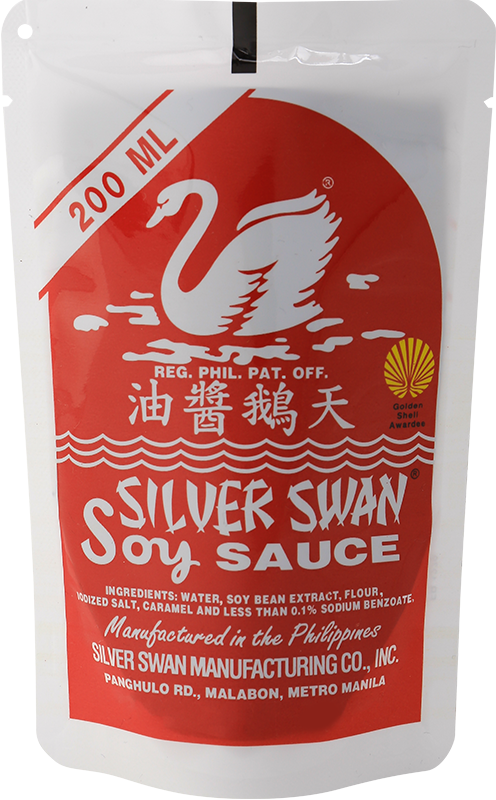 200 ML
®
REG. PHIL. PAT. OFF.
油醬鵝天
Golden
Shell
Awardee
SILVER SWAN®
Soy SAUCE
INGREDIENTS: WATER, SOY BEAN EXTRACT, FLOUR,
IODIZED SALT, CARAMEL AND LESS THAN 0.1% SODIUM BENZOATE.
Manufactured in the Philippines
SILVER SWAN MANUFACTURING CO., INC.
PANGHULO RD., MALABON, METRO MANILA